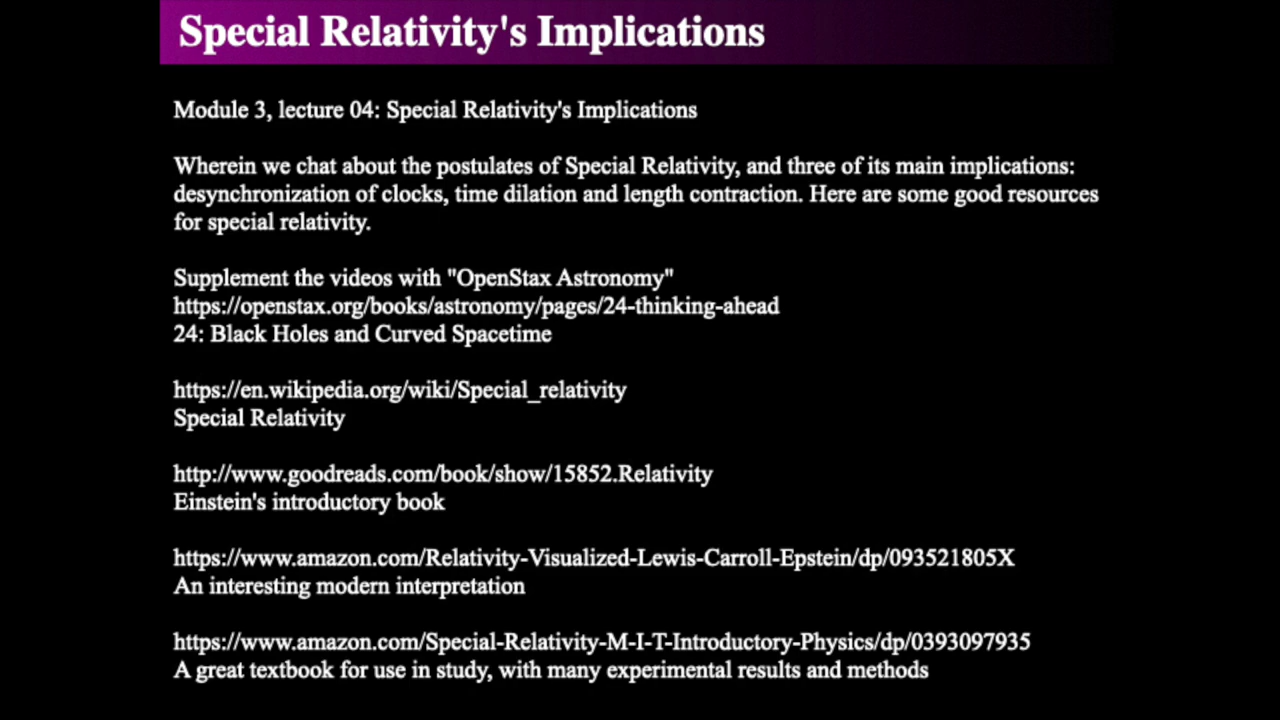 Special Relativity's Implications
Module 3, lecture 04: Special Relativity's Implications
Wherein we chat about the postulates of Special Relativity, and three of its main implications:
desynchronization of clocks, time dilation and length contraction. Here are some good resources
for special relativity.
Supplement the videos with "OpenStax Astronomy"
https://openstax.org/books/astronomy/pages/24-thinking-ahead
24: Black Holes and Curved Spacetime
https://en.wikipedia.org/wiki/Special_relativity
Special Relativity
http://www.goodreads.com/book/show/15852.Relativity
Einstein's introductory book
https://www.amazon.com/Relativity-Visualized-Lewis-Carroll-Epstein/dp/093521805X
An interesting modern interpretation
https://www.amazon.com/Special-Relativity-M-I-T-Introductory-Physics/dp/0393097935
A great textbook for use in study, with many experimental results and methods